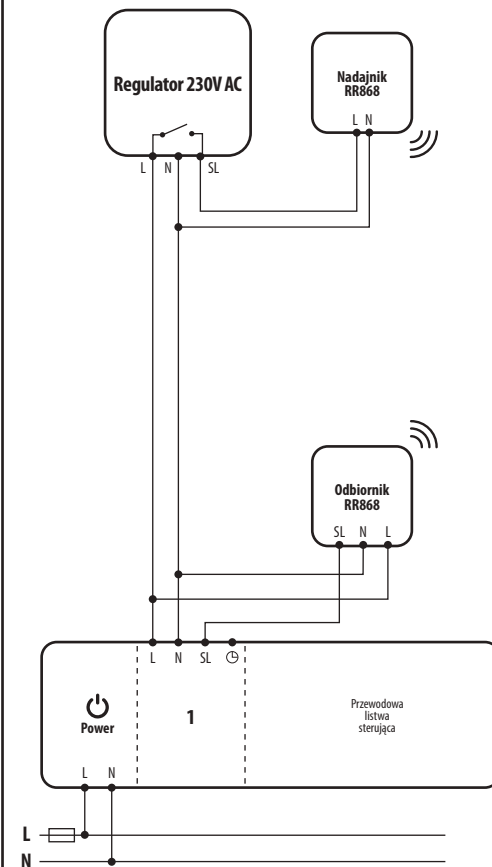 Regulator 230V AC
L N SL
Nadajnik
RR868
L N
Odbiornik
RR868
SL N L
L N SL
Power
1
Przewodowa
listwa
sterująca
L N
L
N